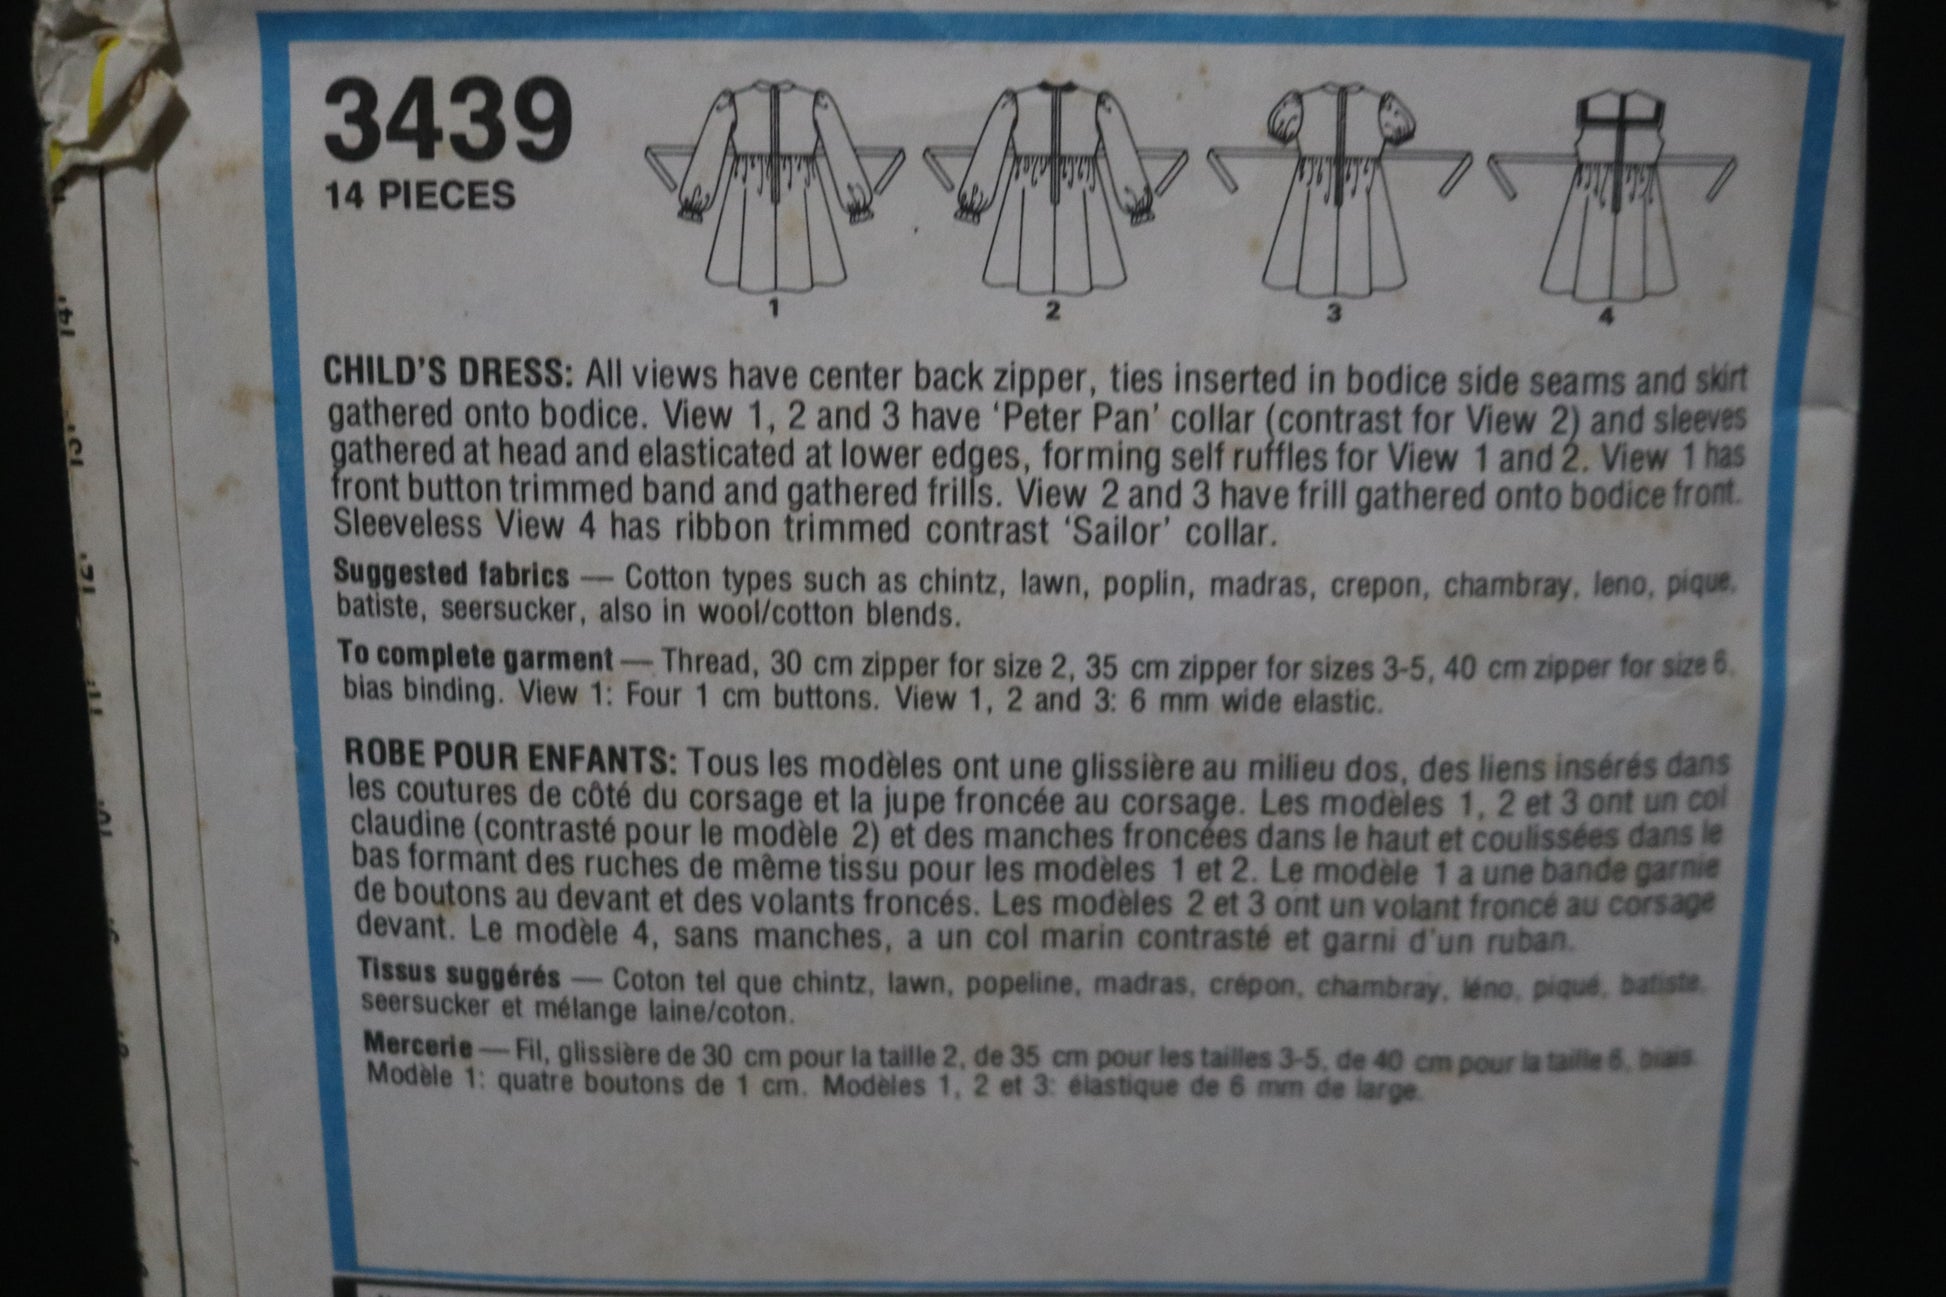 3439
14 PIECES
1
2
3
4
CHILD'S DRESS: All views have center back zipper, ties inserted in bodice side seams and skirt
gathered onto bodice. View 1, 2 and 3 have ‘Peter Pan’ collar (contrast for View 2) and sleeves
gathered at head and elasticated at lower edges, forming self ruffles for View 1 and 2. View 1 has
front button trimmed band and gathered frills. View 2 and 3 have frill gathered onto bodice front.
Sleeveless View 4 has ribbon trimmed contrast ‘Sailor’ collar.
Suggested fabrics — Cotton types such as chintz, lawn, poplin, madras, crepon, chambray, leno, pique,
batiste, seersucker, also in wool/cotton blends.
To complete garment — Thread, 30 cm zipper for size 2, 35 cm zipper for sizes 3-5, 40 cm zipper for size 6.
bias binding. View 1: Four 1 cm buttons. View 1, 2 and 3: 6 mm wide elastic.
ROBE POUR ENFANTS: Tous les modèles ont une glissière au milieu dos, des liens insérés dans
les coutures de côté du corsage et la jupe froncée au corsage. Les modèles 1, 2 et 3 ont un col
claudine (contrasté pour le modèle 2) et des manches froncées dans le haut et coulissées dans le
bas formant des ruches de même tissu pour les modèles 1 et 2. Le modèle 1 a une bande garnie
de boutons au devant et des volants froncés. Les modèles 2 et 3 ont un volant froncé au corsage
devant. Le modèle 4, sans manches, a un col marin contrasté et garni d'un ruban.
Tissus suggérés — Coton tel que chintz, lawn, popeline, madras, crépon, chambray, léno, piqué, batiste,
seersucker et mélange laine/coton.
Mercerie — Fil, glissière de 30 cm pour la taille 2, de 35 cm pour les tailles 3-5, de 40 cm pour la taille 6, biais.
Modèle 1: quatre boutons de 1 cm. Modèles 1, 2 et 3: élastique de 6 mm de large.
14
13
12
11
10